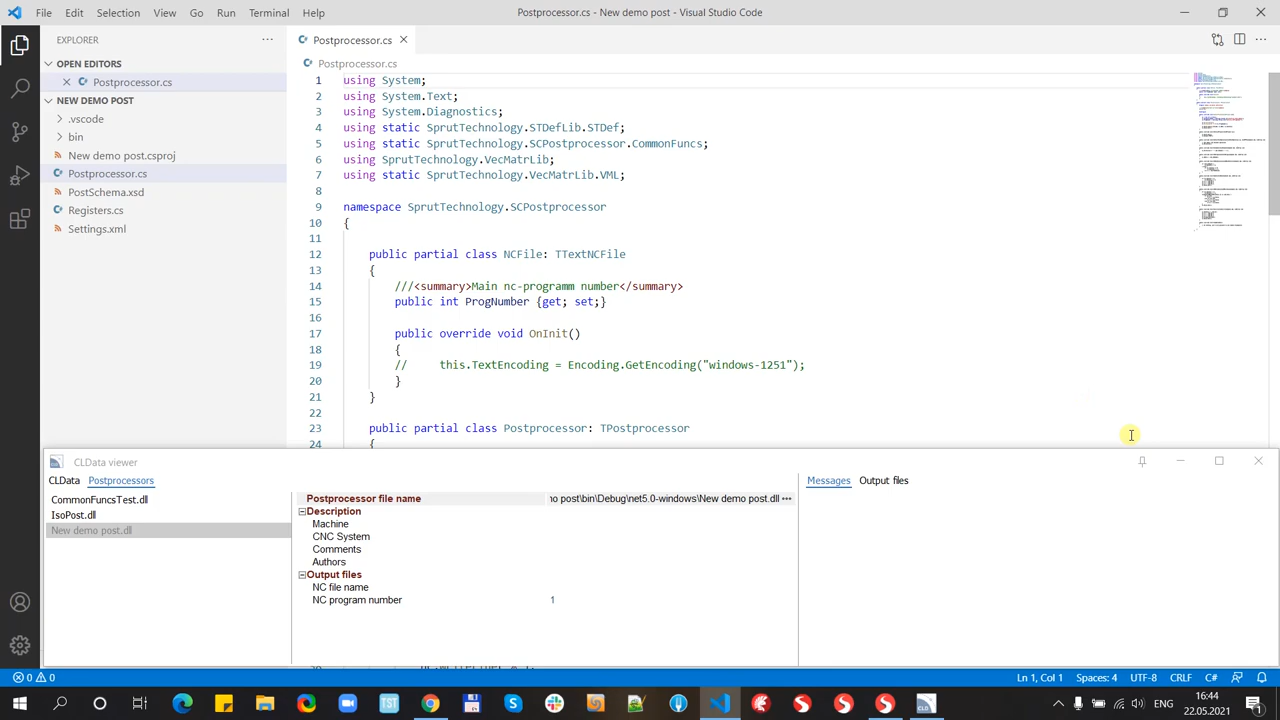 File Edit Selection View Go Run Terminal Help Postprocessor.cs - New demo post - Visual Studio Code
EXPLORER
OPEN EDITORS
Postprocessor.cs
NEW DEMO POST
.vscode
bin
New demo post.csproj
Postprocessor.cs
PostSchema.xsd
Registers.cs
Settings.xml
Postprocessor.cs
Postprocessor.cs
1 using System;
2 using System.Text;
3 using System.Diagnostics;
4 using static SprutTechnology.STDefLib.STDef;
5 using static SprutTechnology.SCPostprocessor.CommonFuncs;
6 using SprutTechnology.VecMatrLib;
7 using static SprutTechnology.VecMatrLib.VML;
8
9 namespace SprutTechnology.SCPostprocessor
10 {
11
12 public partial class NCFile: TTextNCFile
13 {
14 ///<summary>Main nc-programm number</summary>
15 public int ProgNumber {get; set;}
16
17 public override void OnInit()
18 {
19 // this.TextEncoding = Encoding.GetEncoding("windows-1251");
20 }
21 }
22
23 public partial class Postprocessor: TPostprocessor
24 {
CLData viewer
CLData Postprocessors
CommonFuncsTest.dll
IsoPost.dll
New demo post.dll
Postprocessor file name ıo post\bin\Debug\net5.0-windows\New demo post.dll •••
Description
Machine
CNC System
Comments
Authors
Output files
NC file name
NC program number 1
Messages Output files
0 0
Ln 1, Col 1 Spaces: 4 UTF-8 CRLF C#
ENG
16:44
22.05.2021